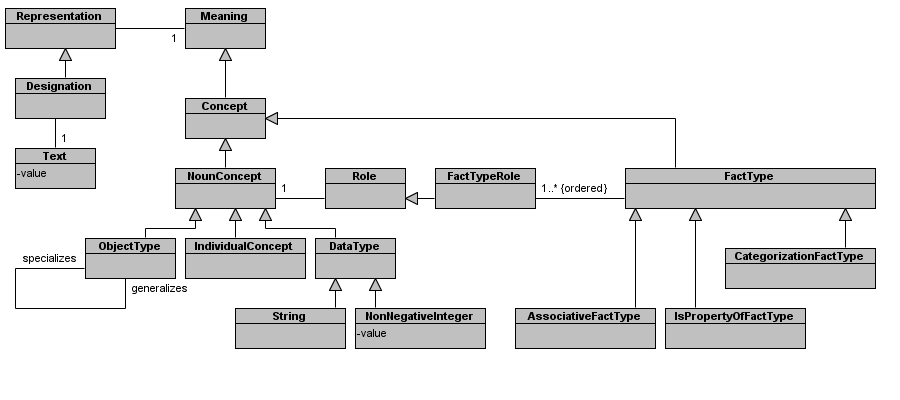 Representation
Meaning
1
Designation
Concept
1
Text
-value
NounConcept
1
Role
FactTypeRole
1..* {ordered}
FactType
ObjectType
IndividualConcept
DataType
specializes
generalizes
CategorizationFactType
String
NonNegativeInteger
-value
AssociativeFactType
IsPropertyOfFactType